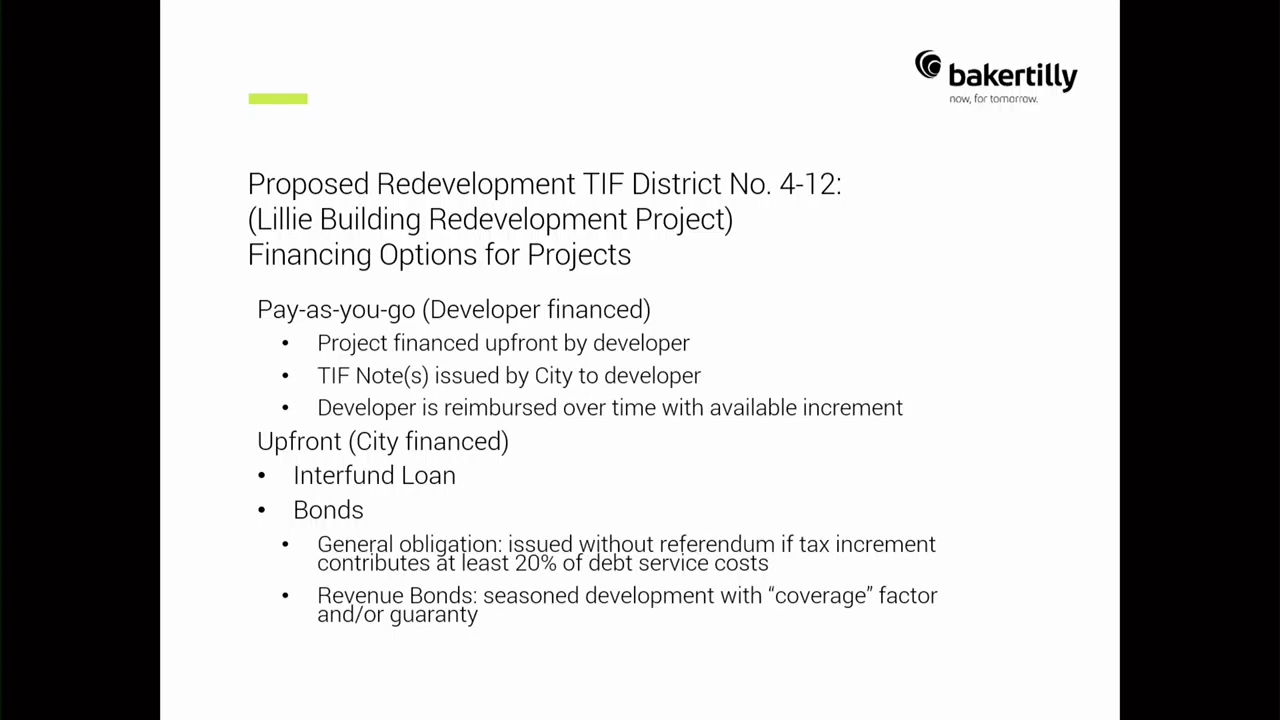 bakertilly
now, for tomorrow.
Proposed Redevelopment TIF District No. 4-12:
(Lillie Building Redevelopment Project)
Financing Options for Projects
Pay-as-you-go (Developer financed)
• Project financed upfront by developer
• TIF Note(s) issued by City to developer
• Developer is reimbursed over time with available increment
Upfront (City financed)
• Interfund Loan
• Bonds
• General obligation: issued without referendum if tax increment
contributes at least 20% of debt service costs
• Revenue Bonds: seasoned development with “coverage” factor
and/or guaranty